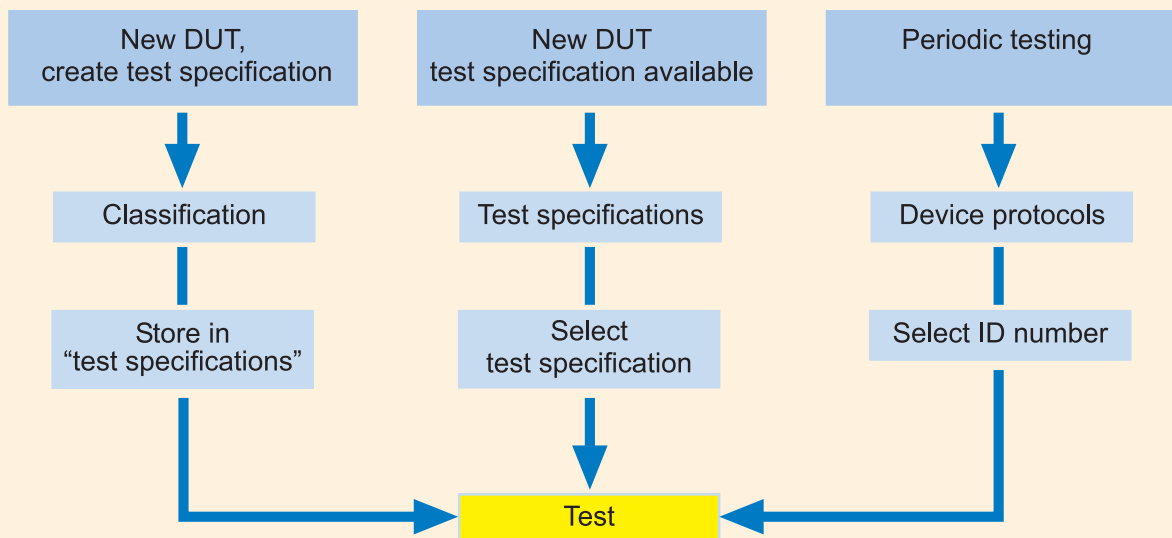 New DUT,
create test specification
New DUT
test specification available
Periodic testing
Classification
Test specifications
Device protocols
Store in
“test specifications”
Select
test specification
Select ID number
Test